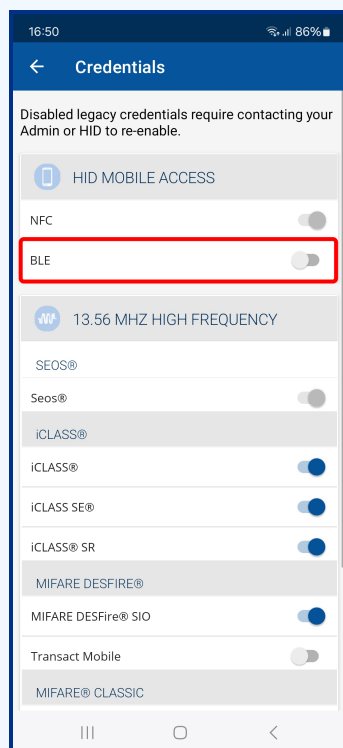 16:50
86%
Credentials
Disabled legacy credentials require contacting your
Admin or HID to re-enable.
HID MOBILE ACCESS
NFC
BLE
13.56 MHZ HIGH FREQUENCY
SEOS®
Seos®
iCLASS®
iCLASS®
iCLASS SE®
iCLASS® SR
MIFARE DESFIRE®
MIFARE DESFire® SIO
Transact Mobile
MIFARE® CLASSIC